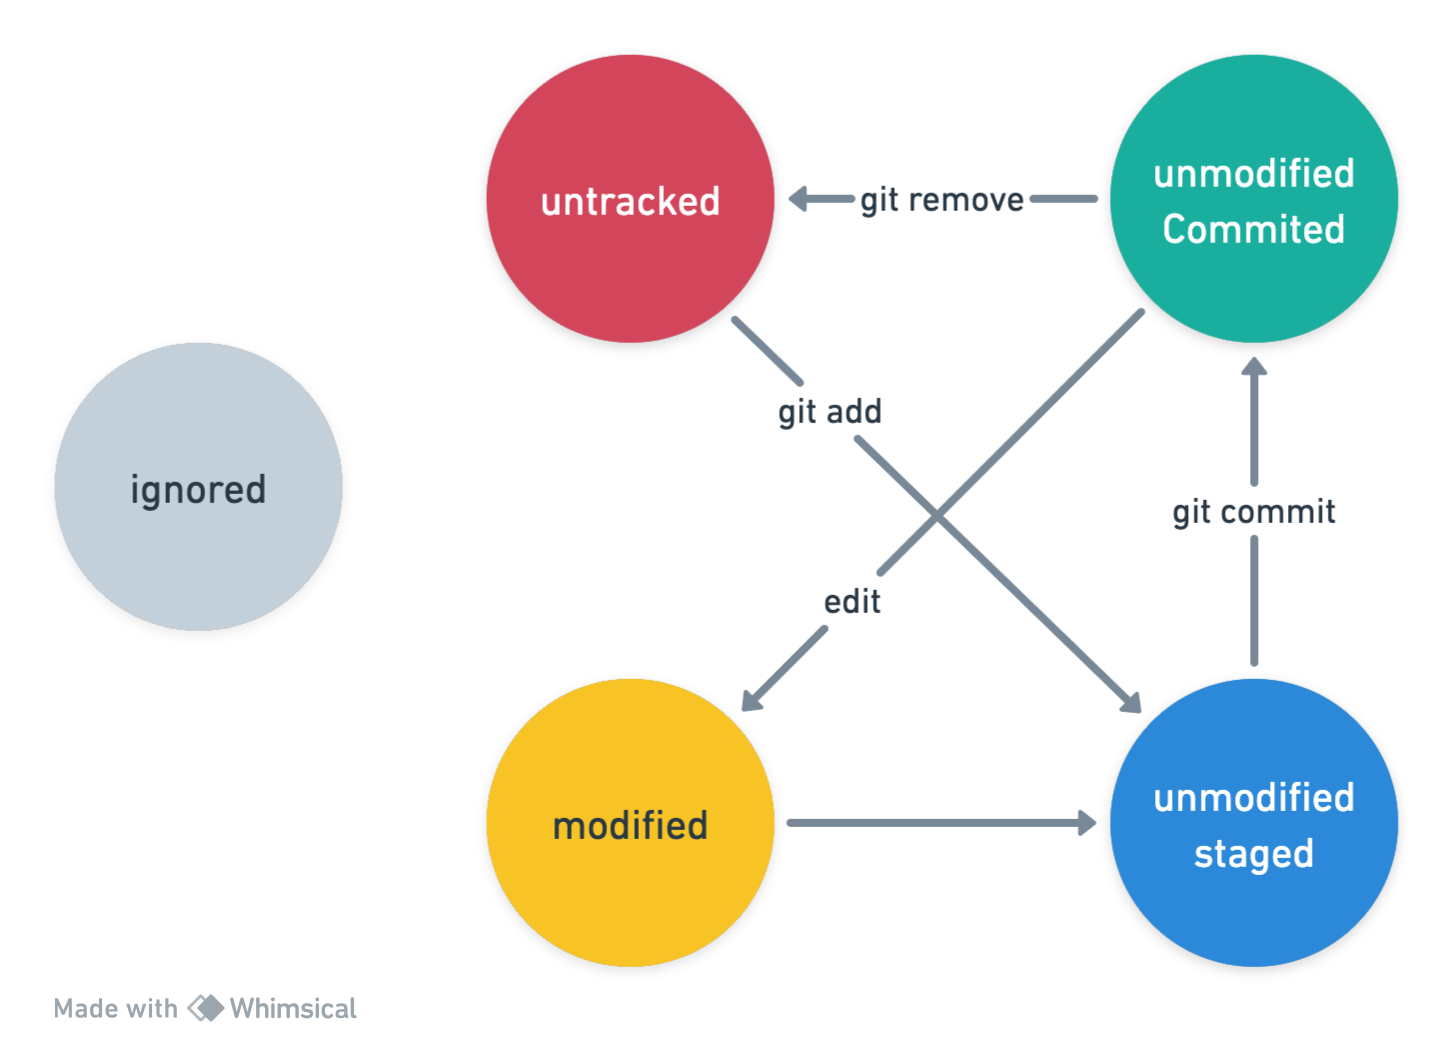 untracked
git remove
unmodified
Commited
git add
ignored
git commit
edit
modified
unmodified
staged
Made with Whimsical